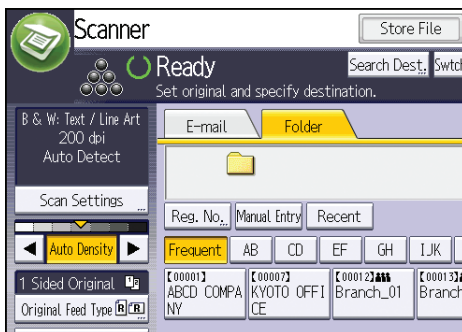 Scanner
Store File
Ready
Search Dest.
Set original and specify destination.
B & W: Text / Line Art
200 dpi
Auto Detect
E-mail
Folder
Scan Settings
Reg. No.
Manual Entry
Recent
Auto Density
Frequent
AB
CD
EF
GH
IJK
1 Sided Original
Original Feed Type
【00001】
ABCD COMPA
NY
【00007】
KYOTO OFFI
CE
【00012】
Branch_01
【00013】
Branch